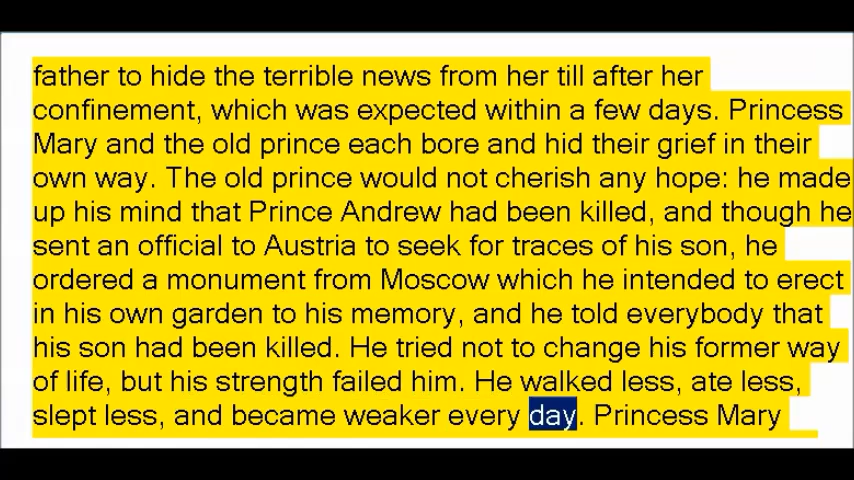 father to hide the terrible news from her till after her
confinement, which was expected within a few days. Princess
Mary and the old prince each bore and hid their grief in their
own way. The old prince would not cherish any hope: he made
up his mind that Prince Andrew had been killed, and though he
sent an official to Austria to seek for traces of his son, he
ordered a monument from Moscow which he intended to erect
in his own garden to his memory, and he told everybody that
his son had been killed. He tried not to change his former way
of life, but his strength failed him. He walked less, ate less,
slept less, and became weaker every day. Princess Mary